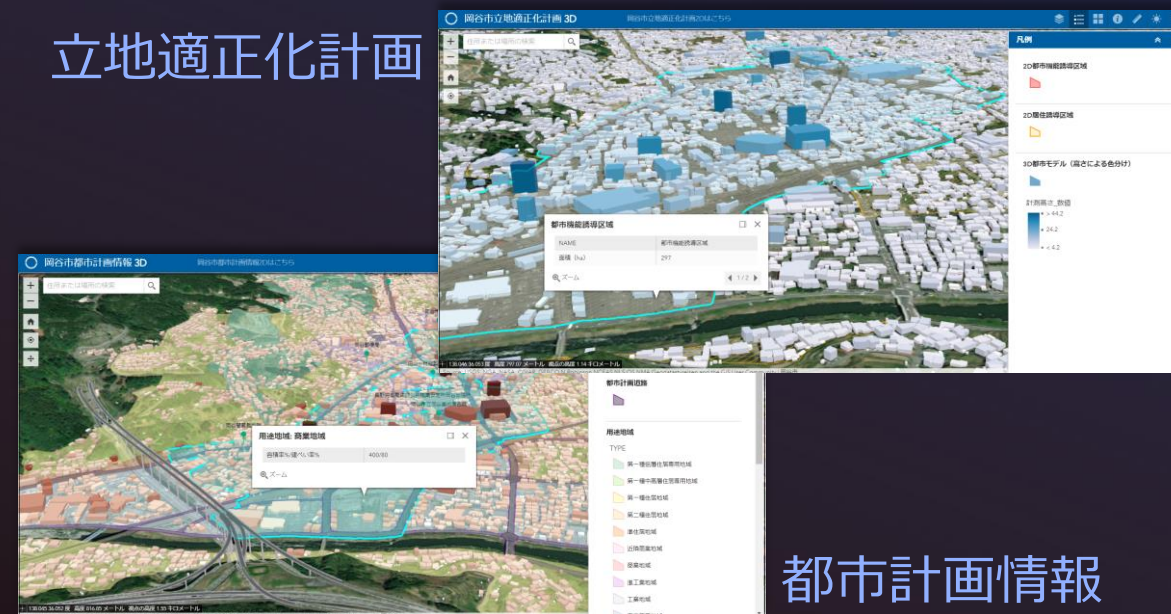 立地適正化計画
岡谷市立地適正化計画 3D
岡谷市立地適正化計画2Dはこちら
住所または場所の検索
凡例
2D都市機能誘導区域
2D居住誘導区域
3D都市モデル（高さによる色分け）
計測高さ_数値
> 44.2
24.2
< 4.2
都市機能誘導区域
NAME 都市機能誘導区域
面積 (ha) 297
ズーム
1 / 2
岡谷市都市計画情報 3D
岡谷市都市計画情報2Dはこちら
住所または場所の検索
用途地域: 商業地域
容積率%/建ぺい率% 400/80
ズーム
都市計画道路
用途地域
TYPE
第一種低層住居専用地域
第一種中高層住居専用地域
第一種住居地域
第二種住居地域
準住居地域
近隣商業地域
商業地域
準工業地域
工業地域
都市計画情報